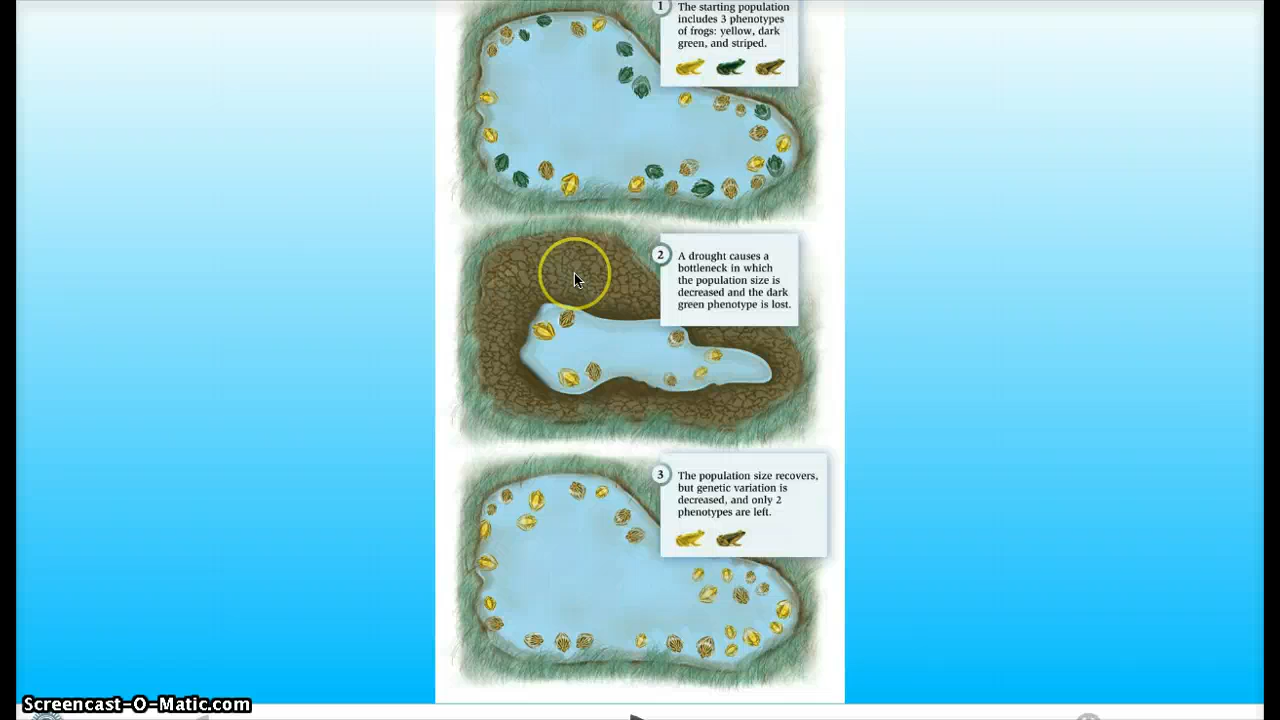 1
The starting population
includes 3 phenotypes
of frogs: yellow, dark
green, and striped.
2
A drought causes a
bottleneck in which
the population size is
decreased and the dark
green phenotype is lost.
3
The population size recovers,
but genetic variation is
decreased, and only 2
phenotypes are left.
Screencast-O-Matic.com